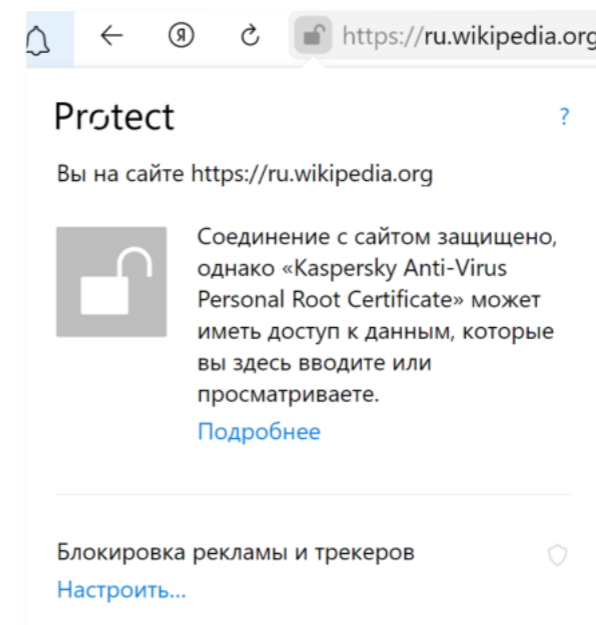 Я https://ru.wikipedia.org
Protect ?
Вы на сайте https://ru.wikipedia.org
Соединение с сайтом защищено,
однако «Kaspersky Anti-Virus
Personal Root Certificate» может
иметь доступ к данным, которые
вы здесь вводите или
просматриваете.
Подробнее
Блокировка рекламы и трекеров
Настроить...